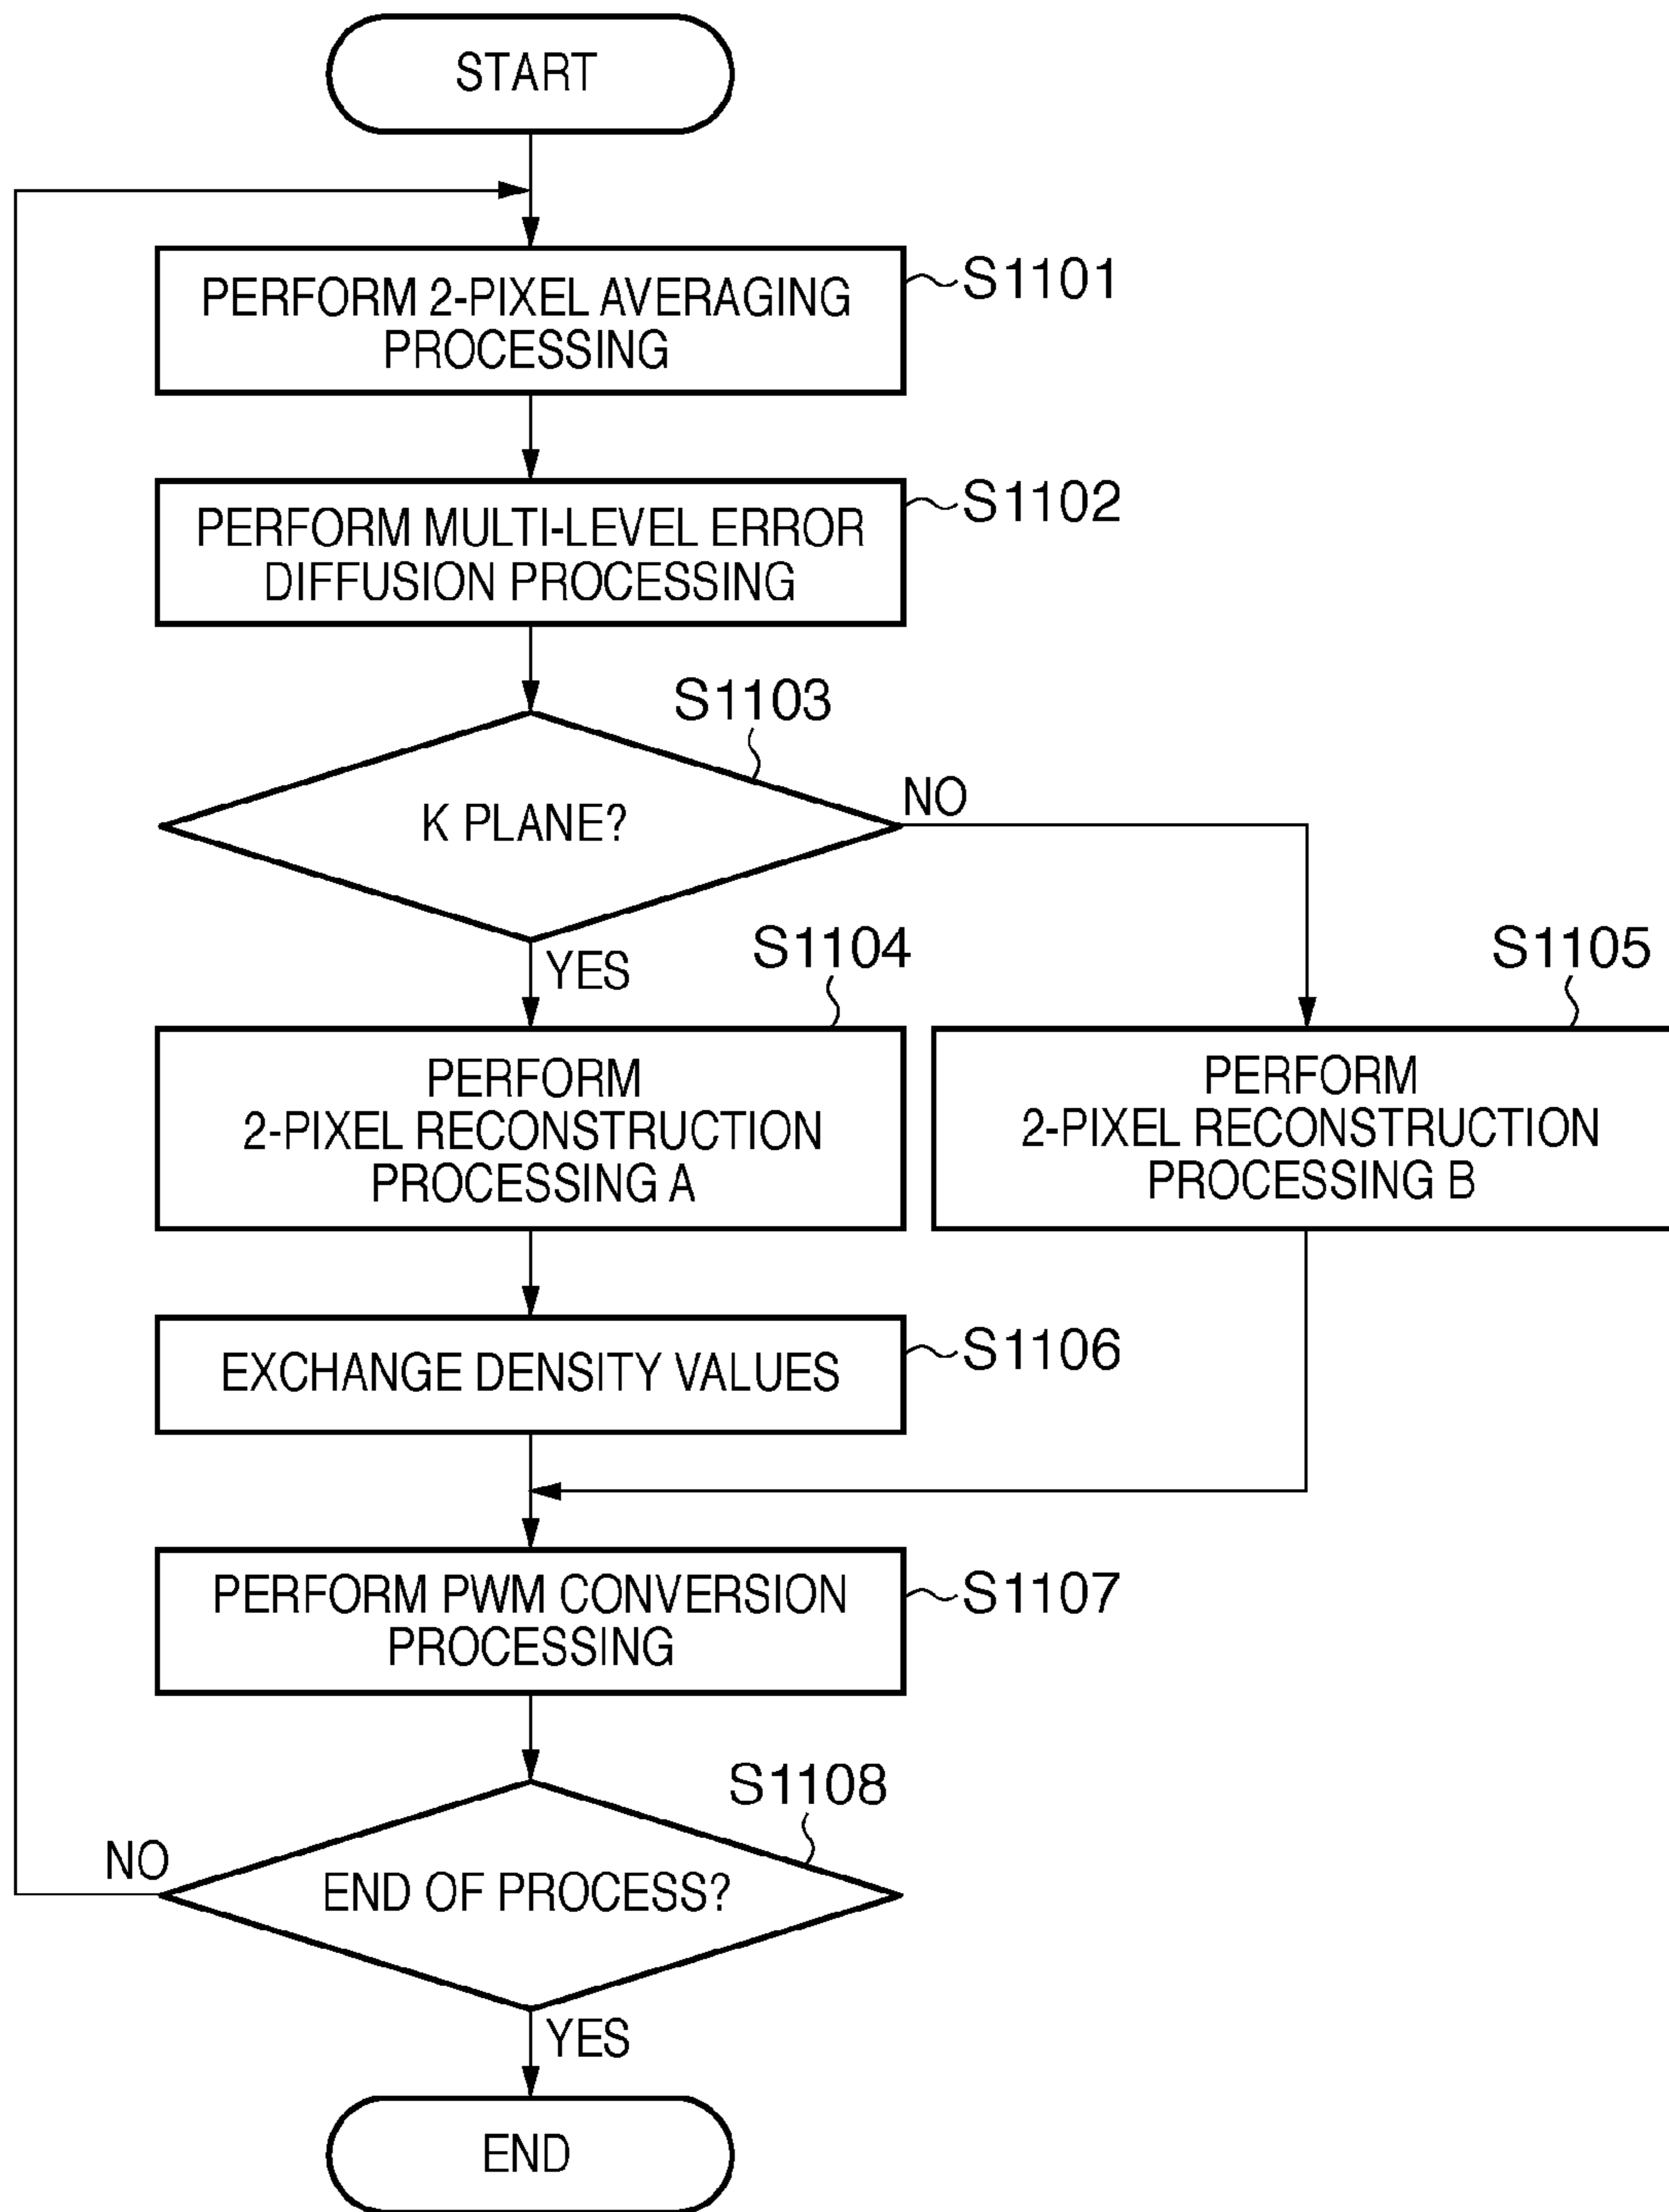 START
PERFORM 2-PIXEL AVERAGING
PROCESSING
S1101
PERFORM MULTI-LEVEL ERROR
DIFFUSION PROCESSING
S1102
S1103
K PLANE?
NO
YES
S1104
S1105
PERFORM
2-PIXEL RECONSTRUCTION
PROCESSING A
PERFORM
2-PIXEL RECONSTRUCTION
PROCESSING B
EXCHANGE DENSITY VALUES
S1106
PERFORM PWM CONVERSION
PROCESSING
S1107
S1108
NO
END OF PROCESS?
YES
END